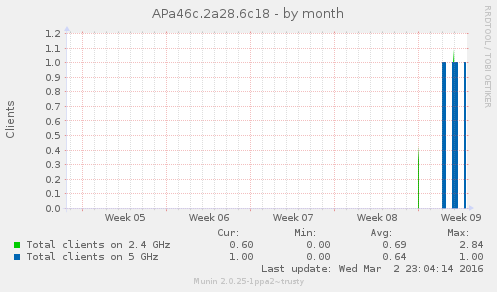 APa46c.2a28.6c18 - by month
RRDTOOL / TOBI OETIKER
Clients
1.2
1.1
1.0
0.9
0.8
0.7
0.6
0.5
0.4
0.3
0.2
0.1
0.0
Week 05 Week 06 Week 07 Week 08 Week 09
Cur: Min: Avg: Max:
Total clients on 2.4 GHz 0.60 0.00 0.69 2.84
Total clients on 5 GHz 1.00 0.00 0.64 1.00
Last update: Wed Mar 2 23:04:14 2016
Munin 2.0.25-1ppa2~trusty